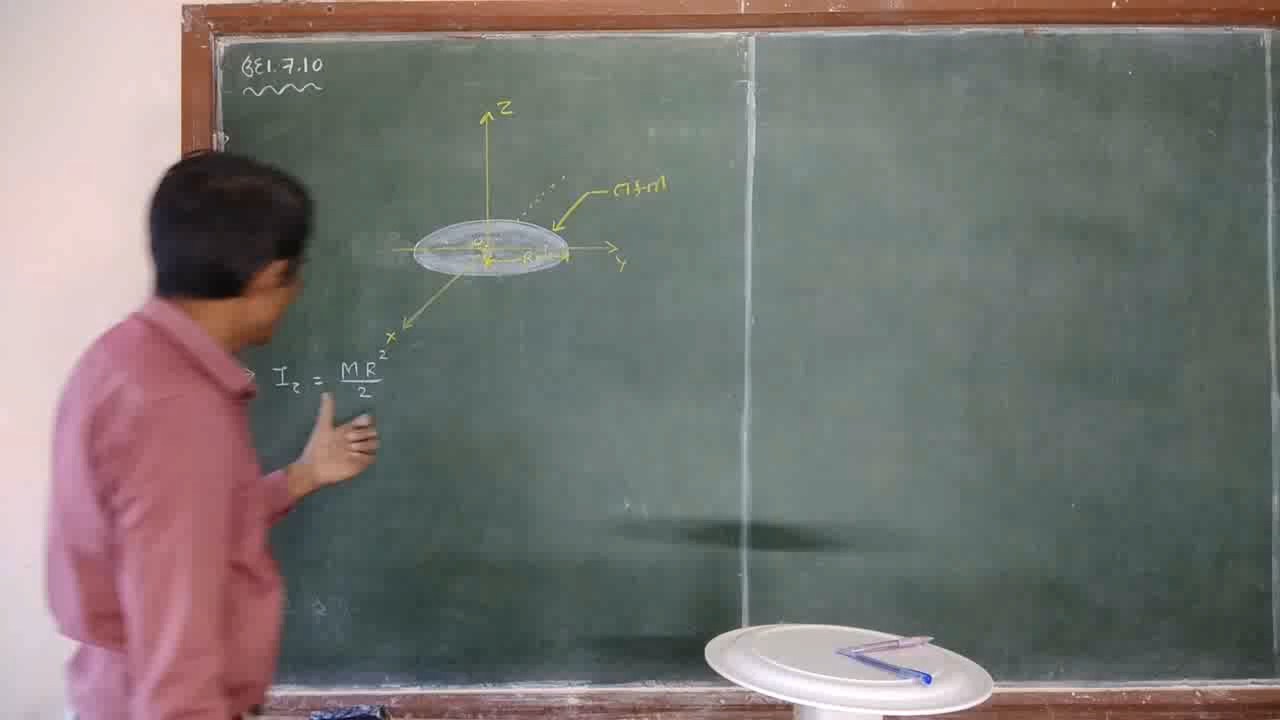 ઉદા.7.10
Z
તકતી
R
Y
X
I_z = MR²/2